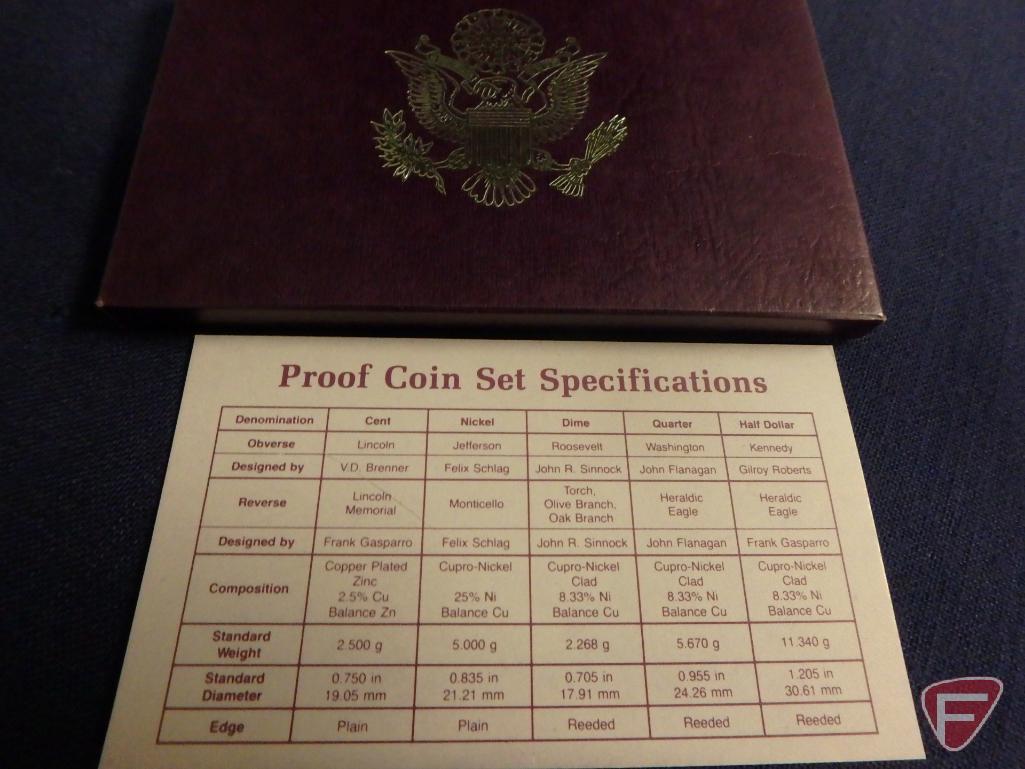 Proof Coin Set Specifications
Denomination Cent Nickel Dime Quarter Half Dollar
Obverse Lincoln Jefferson Roosevelt Washington Kennedy
Designed by V.D. Brenner Felix Schlag John R. Sinnock John Flanagan Gilroy Roberts
Reverse Lincoln Memorial Monticello Torch, Olive Branch, Oak Branch Heraldic Eagle Heraldic Eagle
Designed by Frank Gasparro Felix Schlag John R. Sinnock John Flanagan Frank Gasparro
Composition Copper Plated Zinc 2.5% Cu Balance Zn Cupro-Nickel 25% Ni Balance Cu Cupro-Nickel Clad 8.33% Ni Balance Cu Cupro-Nickel Clad 8.33% Ni Balance Cu Cupro-Nickel Clad 8.33% Ni Balance Cu
Standard Weight 2.500 g 5.000 g 2.268 g 5.670 g 11.340 g
Standard Diameter 0.750 in 19.05 mm 0.835 in 21.21 mm 0.705 in 17.91 mm 0.955 in 24.26 mm 1.205 in 30.61 mm
Edge Plain Plain Reeded Reeded Reeded
F